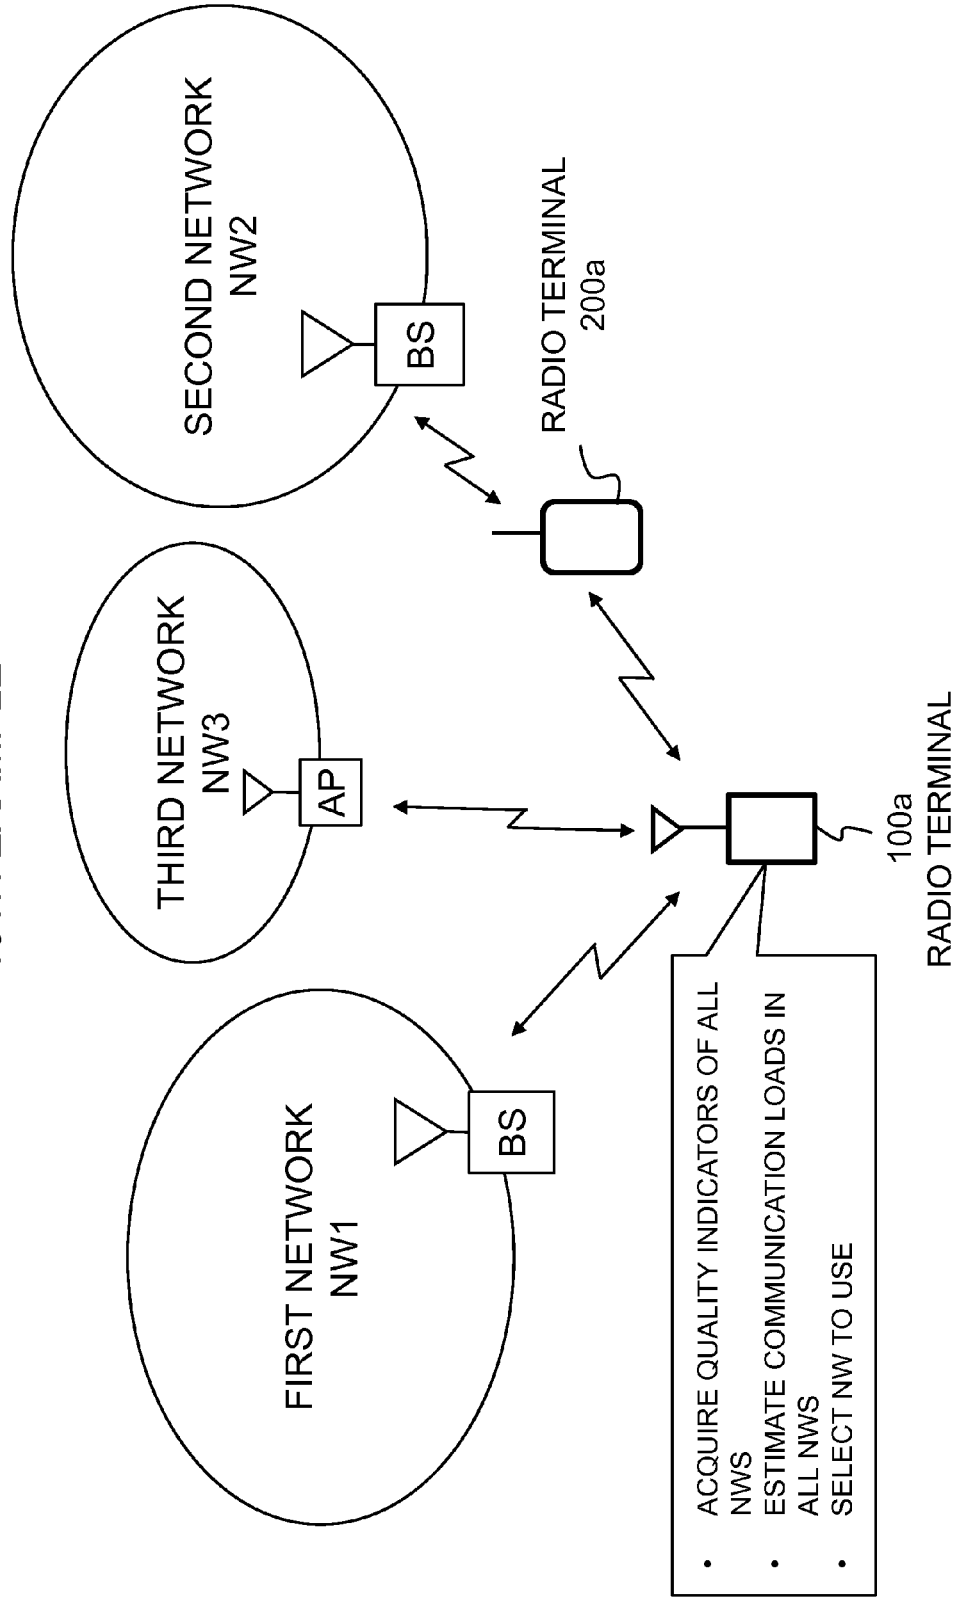 FIRST NETWORK
NW1
BS
THIRD NETWORK
NW3
AP
SECOND NETWORK
NW2
BS
RADIO TERMINAL
200a
100a
RADIO TERMINAL
• ACQUIRE QUALITY INDICATORS OF ALL
NWS
• ESTIMATE COMMUNICATION LOADS IN
ALL NWS
• SELECT NW TO USE